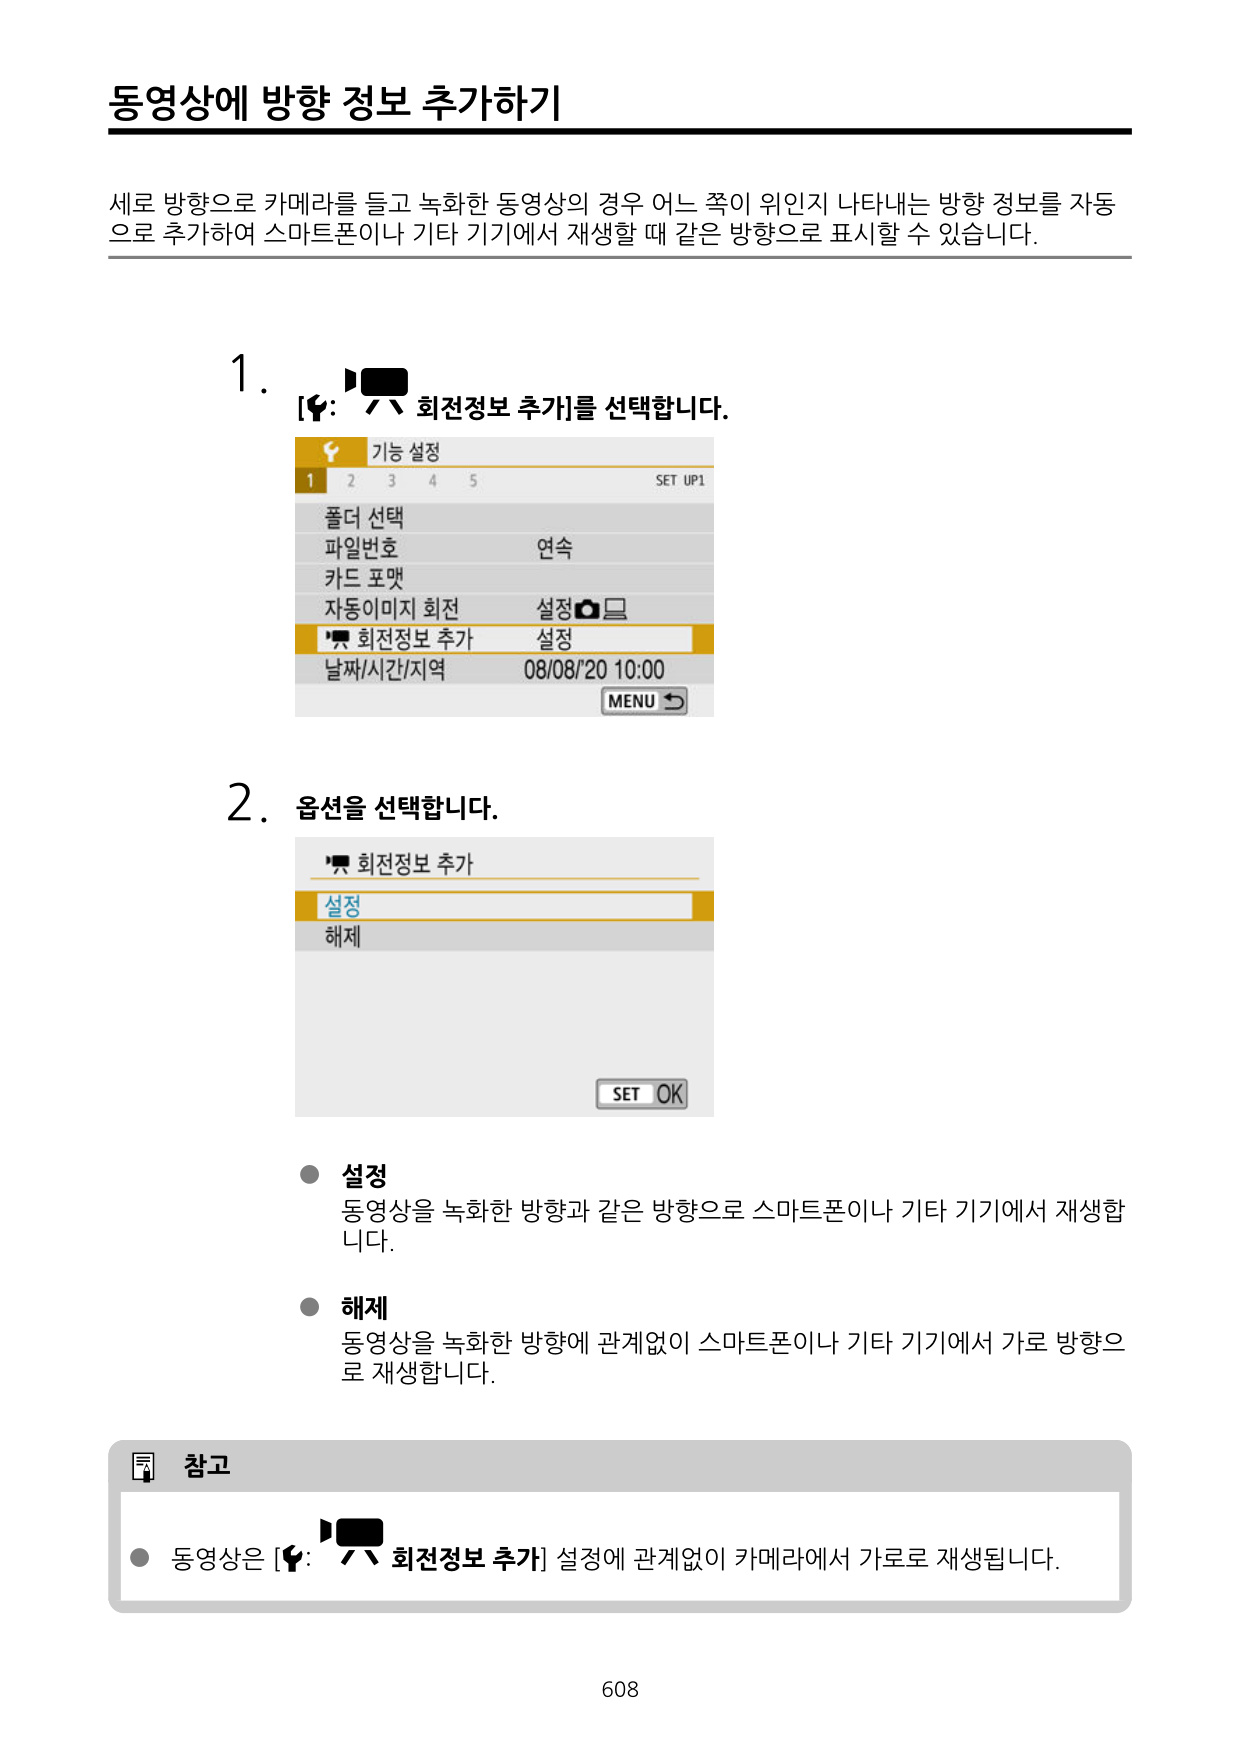 동영상에 방향 정보 추가하기
세로 방향으로 카메라를 들고 녹화한 동영상의 경우 어느 쪽이 위인지 나타내는 방향 정보를 자동
으로 추가하여 스마트폰이나 기타 기기에서 재생할 때 같은 방향으로 표시할 수 있습니다.
1. [: 회전정보 추가]를 선택합니다.
기능 설정
1 2 3 4 5 SET UP1
폴더 선택
파일번호 연속
카드 포맷
자동이미지 회전 설정
회전정보 추가 설정
날짜/시간/지역 08/08/'20 10:00
MENU
2. 옵션을 선택합니다.
회전정보 추가
설정
해제
SET OK
● 설정
동영상을 녹화한 방향과 같은 방향으로 스마트폰이나 기타 기기에서 재생합
니다.
● 해제
동영상을 녹화한 방향에 관계없이 스마트폰이나 기타 기기에서 가로 방향으
로 재생합니다.
참고
● 동영상은 [: 회전정보 추가] 설정에 관계없이 카메라에서 가로로 재생됩니다.
608